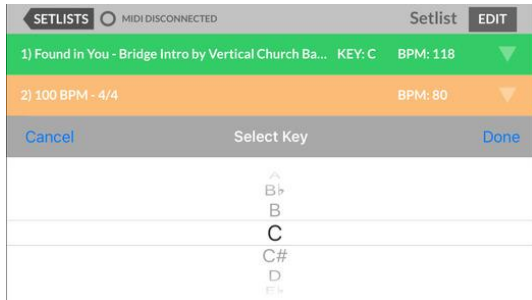 SETLISTS MIDI DISCONNECTED Setlist EDIT
1) Found in You - Bridge Intro by Vertical Church Ba... KEY: C BPM: 118
2) 100 BPM - 4/4 BPM: 80
Cancel Select Key Done
A
B♭
B
C
C#
D
E♭